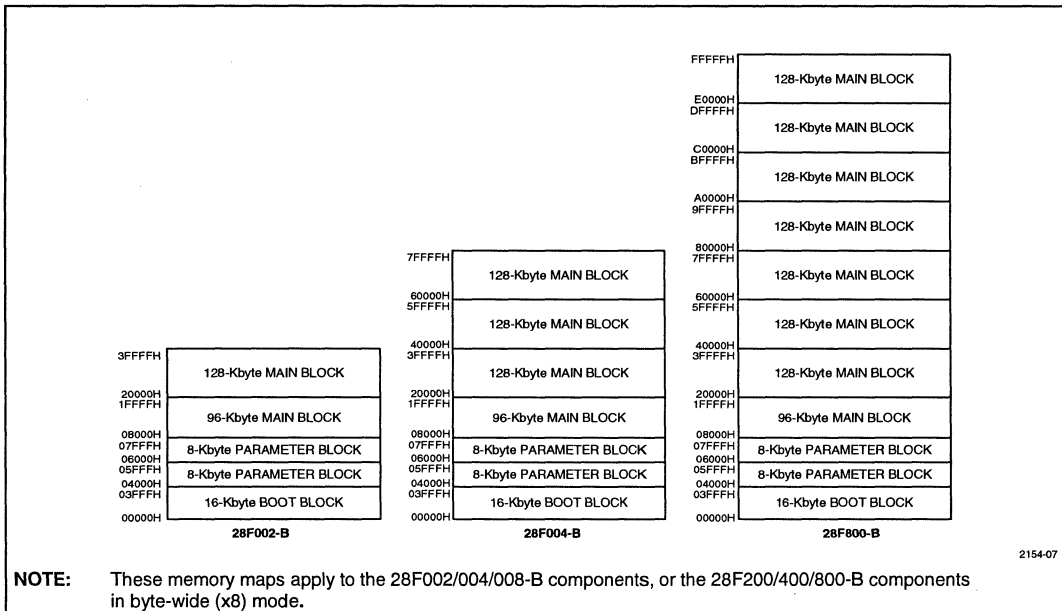 3FFFFH
128-Kbyte MAIN BLOCK
20000H
1FFFFH
96-Kbyte MAIN BLOCK
08000H
07FFFH
8-Kbyte PARAMETER BLOCK
06000H
05FFFH
8-Kbyte PARAMETER BLOCK
04000H
03FFFH
16-Kbyte BOOT BLOCK
00000H
28F002-B
7FFFFH
128-Kbyte MAIN BLOCK
60000H
5FFFFH
128-Kbyte MAIN BLOCK
40000H
3FFFFH
128-Kbyte MAIN BLOCK
20000H
1FFFFH
96-Kbyte MAIN BLOCK
08000H
07FFFH
8-Kbyte PARAMETER BLOCK
06000H
05FFFH
8-Kbyte PARAMETER BLOCK
04000H
03FFFH
16-Kbyte BOOT BLOCK
00000H
28F004-B
FFFFFH
128-Kbyte MAIN BLOCK
E0000H
DFFFFH
128-Kbyte MAIN BLOCK
C0000H
BFFFFH
128-Kbyte MAIN BLOCK
A0000H
9FFFFH
128-Kbyte MAIN BLOCK
80000H
7FFFFH
128-Kbyte MAIN BLOCK
60000H
5FFFFH
128-Kbyte MAIN BLOCK
40000H
3FFFFH
128-Kbyte MAIN BLOCK
20000H
1FFFFH
96-Kbyte MAIN BLOCK
08000H
07FFFH
8-Kbyte PARAMETER BLOCK
06000H
05FFFH
8-Kbyte PARAMETER BLOCK
04000H
03FFFH
16-Kbyte BOOT BLOCK
00000H
28F800-B
2154-07
NOTE: These memory maps apply to the 28F002/004/008-B components, or the 28F200/400/800-B components
in byte-wide (x8) mode.